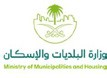 وزارة البلديات والإسكان
Ministry of Municipalities and Housing